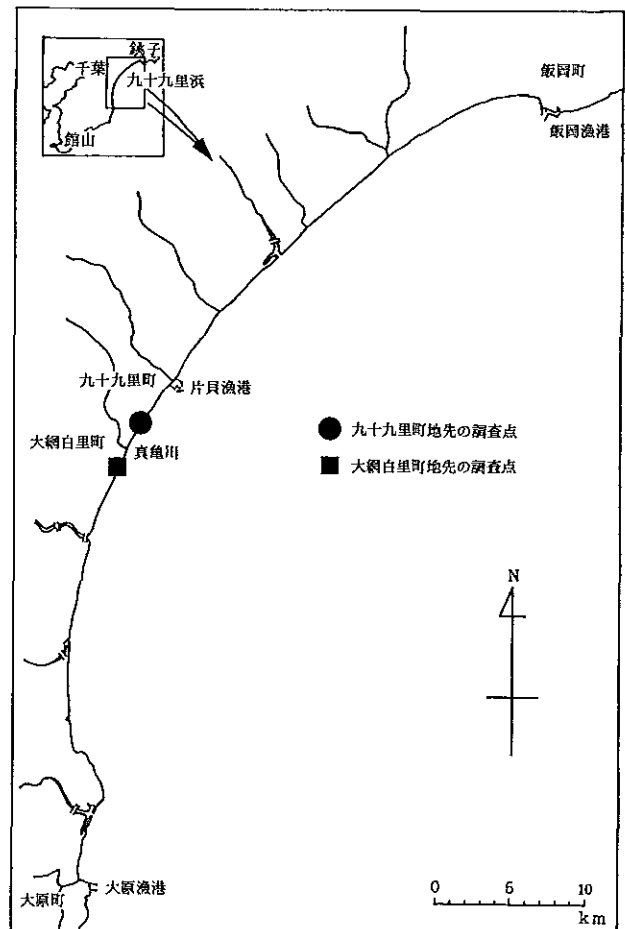 銚子
千葉
九十九里浜
館山
飯岡町
飯岡漁港
九十九里町
片貝漁港
大網白里町
真亀川
● 九十九里町地先の調査点
■ 大網白里町地先の調査点
N
大原町
大原漁港
0 5 10
km